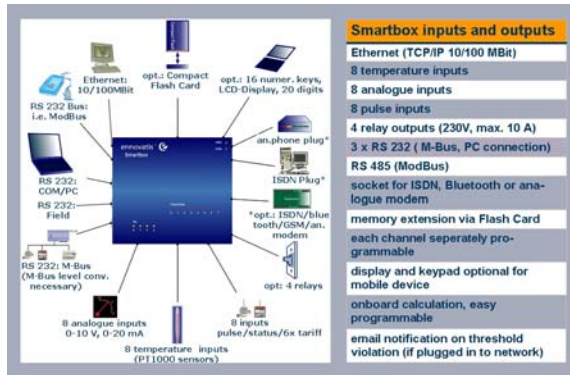 Ethernet:
10/100MBit
opt.: Compact
Flash Card
opt.: 16 numer. keys,
LCD-Display, 20 digits
RS 232 Bus:
i.e. ModBus
ennovatis
Smartbox
an.phone plug*
ISDN Plug*
RS 232:
COM/PC
RS 232:
Field
*opt.: ISDN/blue
tooth/GSM/an.
modem
RS 232: M-Bus
(M-Bus level conv.
necessary)
opt: 4 relays
8 analogue inputs
0-10 V, 0-20 mA
8 inputs
pulse/status/6x tariff
8 temperature inputs
(PT1000 sensors)
Smartbox inputs and outputs
Ethernet (TCP/IP 10/100 MBit)
8 temperature inputs
8 analogue inputs
8 pulse inputs
4 relay outputs (230V, max. 10 A)
3 x RS 232 ( M-Bus, PC connection)
RS 485 (ModBus)
socket for ISDN, Bluetooth or ana-
logue modem
memory extension via Flash Card
each channel seperately pro-
grammable
display and keypad optional for
mobile device
onboard calculation, easy
programmable
email notification on threshold
violation (if plugged in to network)